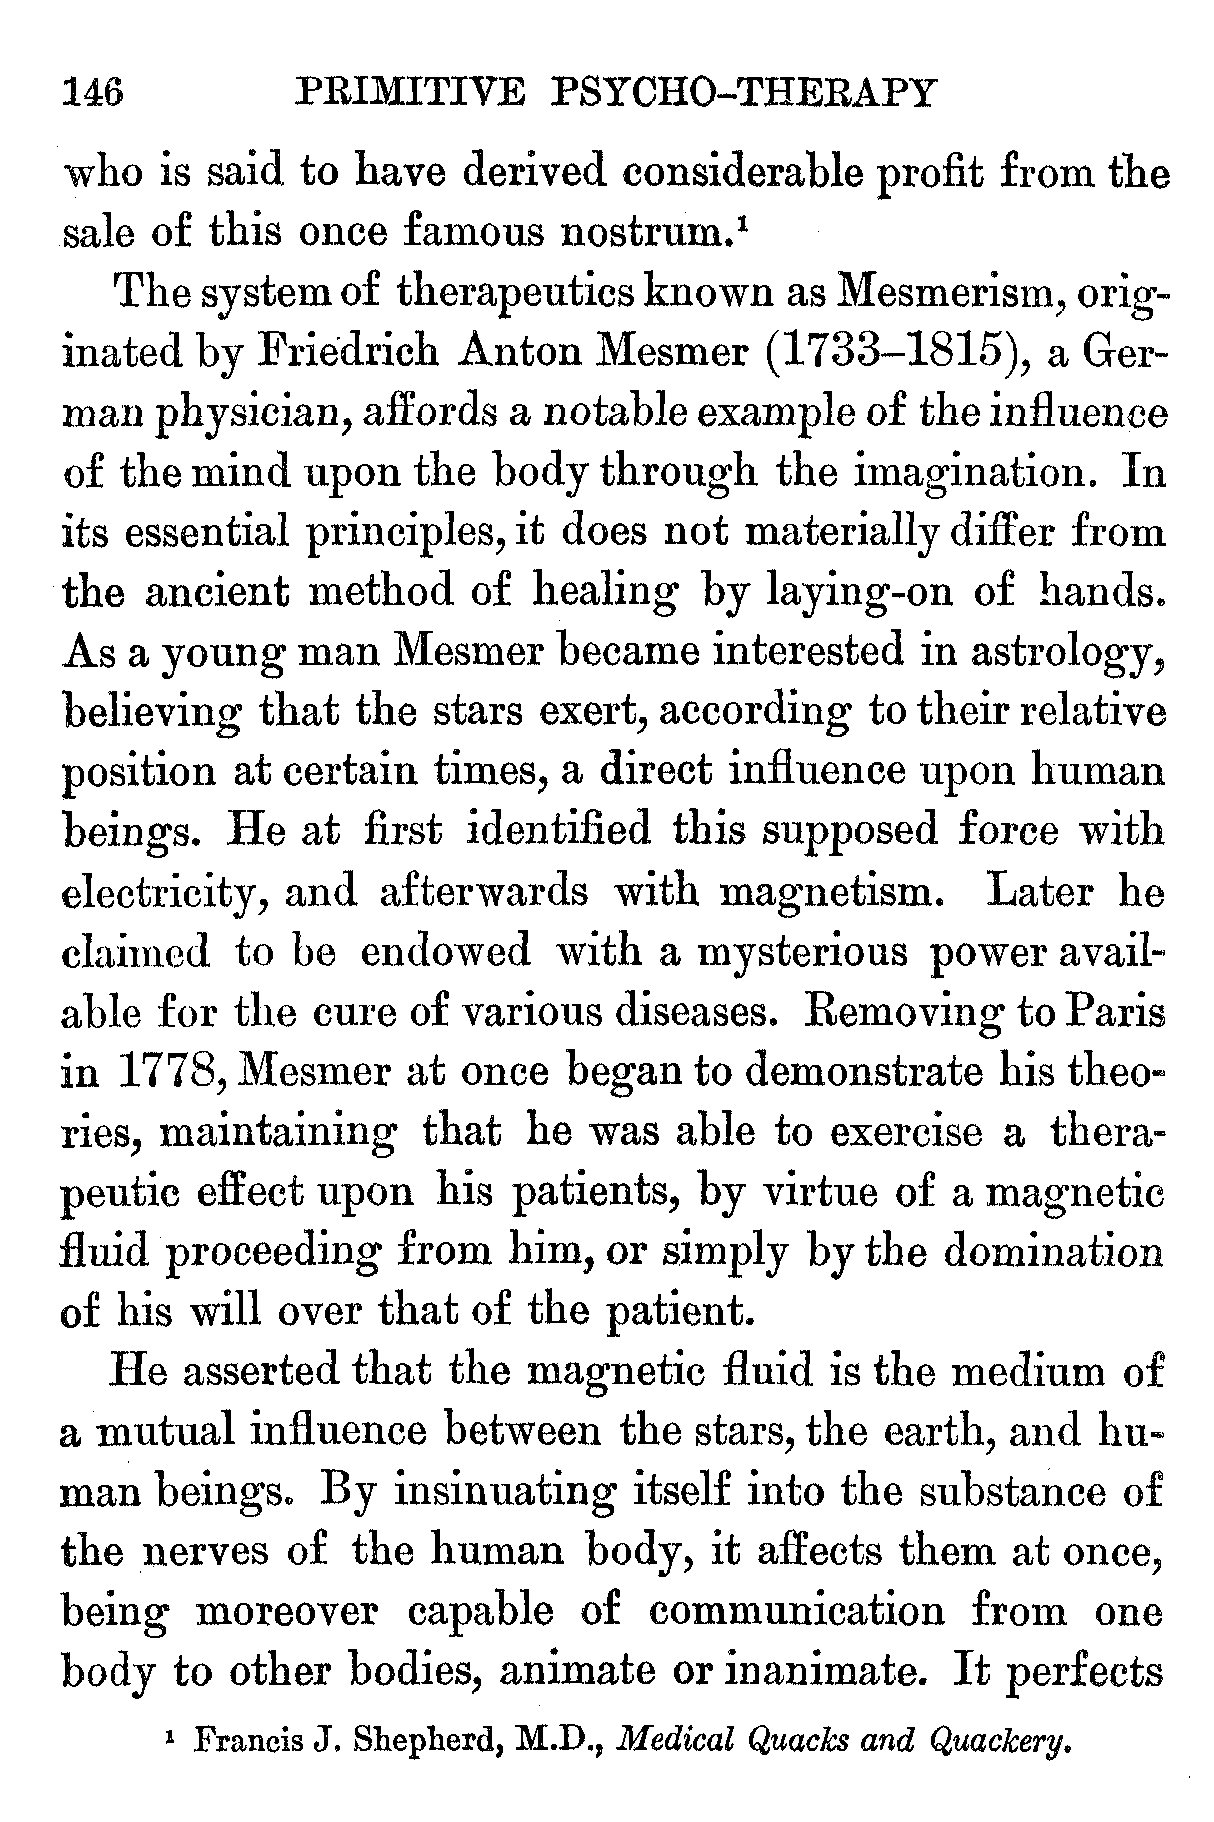 146 PRIMITIVE PSYCHO-THERAPY
who is said to have derived considerable profit from the
sale of this once famous nostrum.¹
The system of therapeutics known as Mesmerism, orig-
inated by Friedrich Anton Mesmer (1733–1815), a Ger-
man physician, affords a notable example of the influence
of the mind upon the body through the imagination. In
its essential principles, it does not materially differ from
the ancient method of healing by laying-on of hands.
As a young man Mesmer became interested in astrology,
believing that the stars exert, according to their relative
position at certain times, a direct influence upon human
beings. He at first identified this supposed force with
electricity, and afterwards with magnetism. Later he
claimed to be endowed with a mysterious power avail-
able for the cure of various diseases. Removing to Paris
in 1778, Mesmer at once began to demonstrate his theo-
ries, maintaining that he was able to exercise a thera-
peutic effect upon his patients, by virtue of a magnetic
fluid proceeding from him, or simply by the domination
of his will over that of the patient.
He asserted that the magnetic fluid is the medium of
a mutual influence between the stars, the earth, and hu-
man beings. By insinuating itself into the substance of
the nerves of the human body, it affects them at once,
being moreover capable of communication from one
body to other bodies, animate or inanimate. It perfects
¹ Francis J. Shepherd, M.D., Medical Quacks and Quackery.